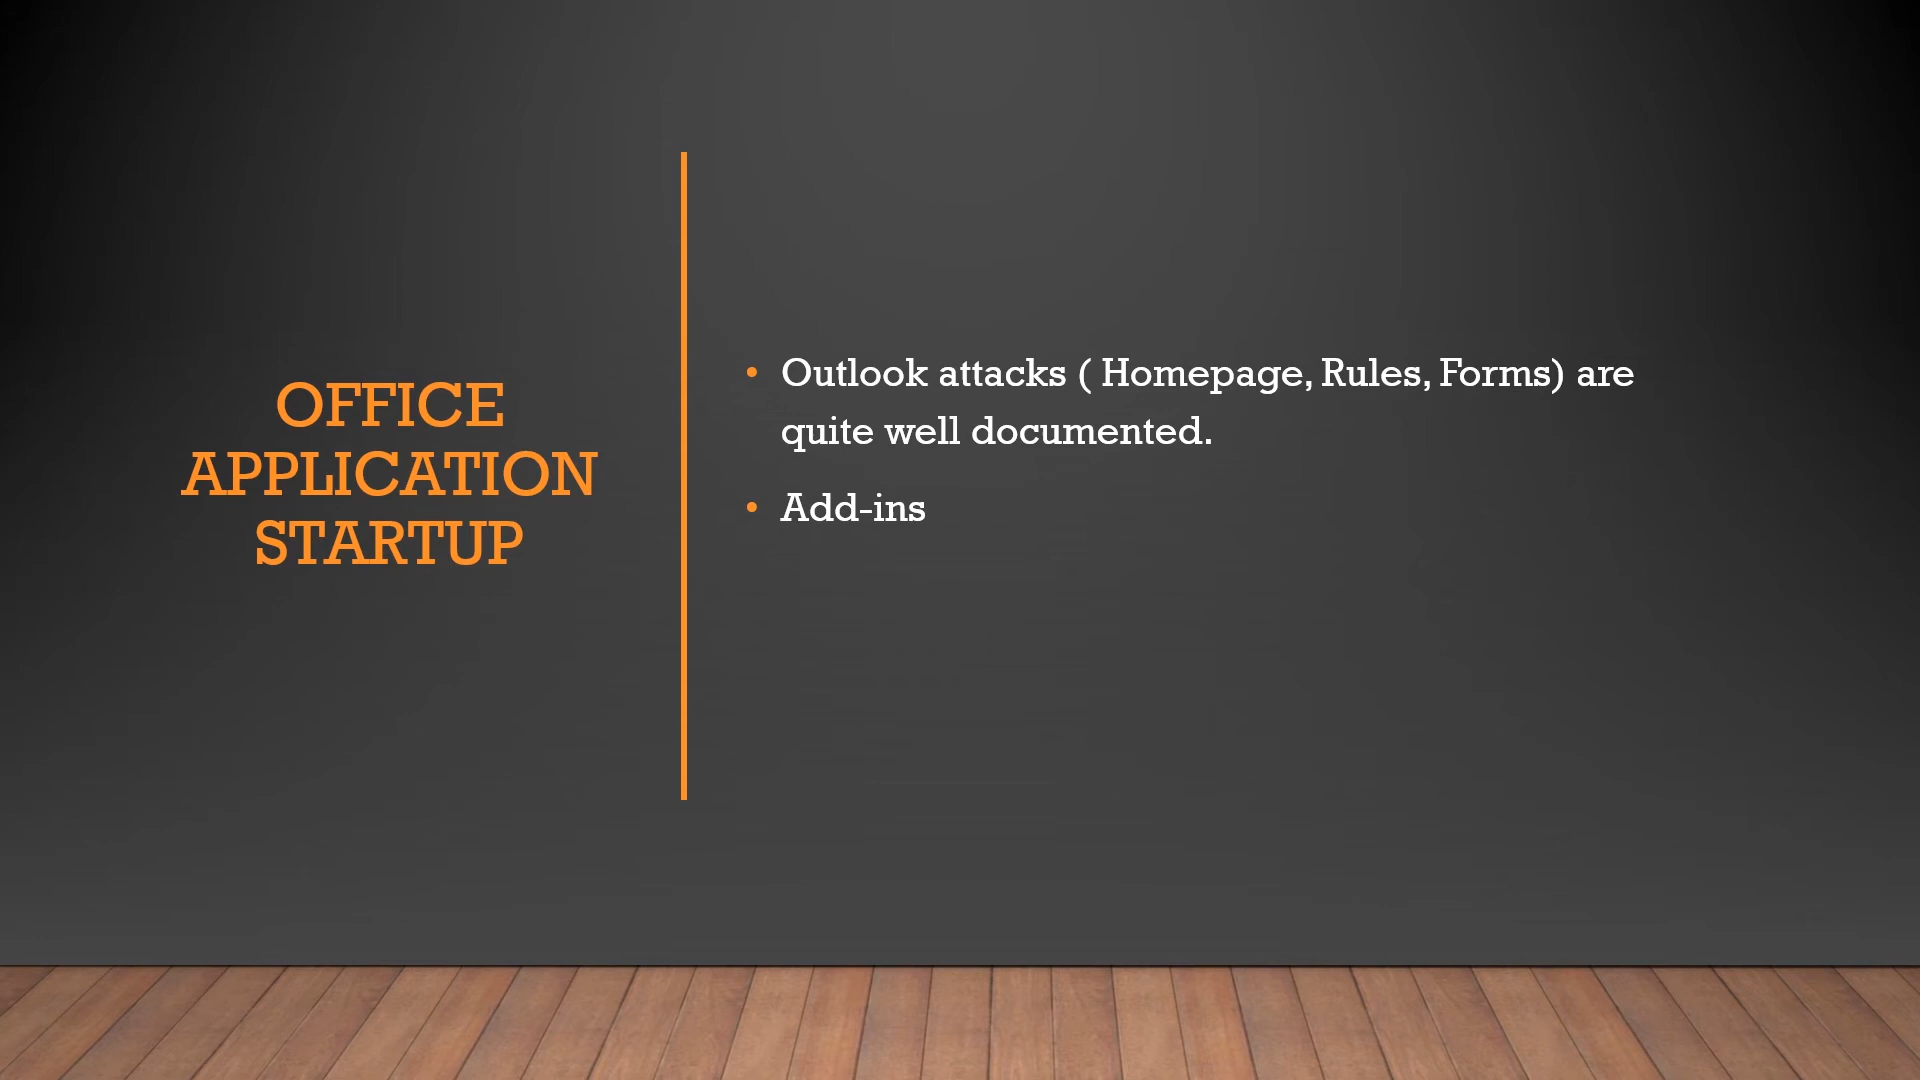 OFFICE
APPLICATION
STARTUP
• Outlook attacks ( Homepage, Rules, Forms) are
quite well documented.
• Add-ins